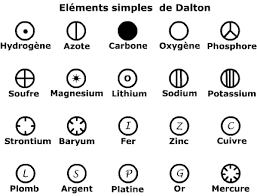 Eléments simples de Dalton
Hydrogène Azote Carbone Oxygène Phosphore
Soufre Magnesium Lithium Sodium Potassium
I Z C
Strontium Baryum Fer Zinc Cuivre
L S P G
Plomb Argent Platine Or Mercure